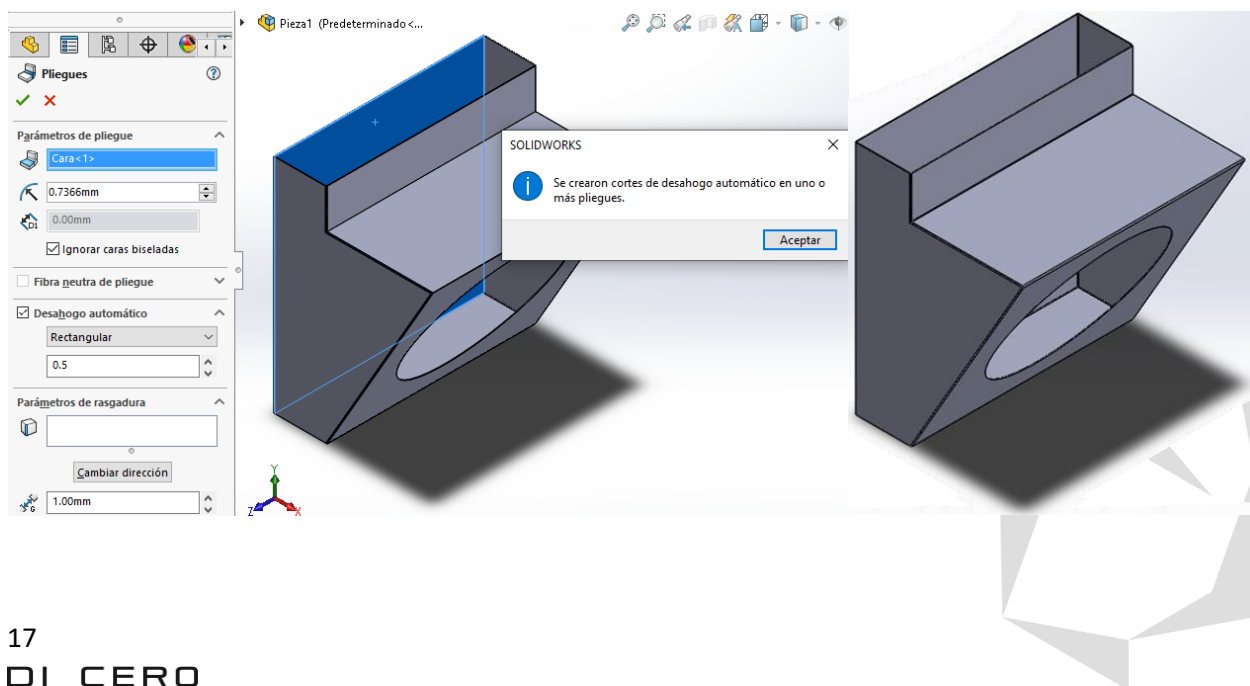 Pieza1 (Predeterminado<...
Pliegues
Parámetros de pliegue
Cara<1>
0.7366mm
D1
0.00mm
Ignorar caras biseladas
Fibra neutra de pliegue
Desahogo automático
Rectangular
0.5
Parámetros de rasgadura
Cambiar dirección
G
1.00mm
SOLIDWORKS
Se crearon cortes de desahogo automático en uno o
más pliegues.
Aceptar
Y
Z
X
17
DI CERO